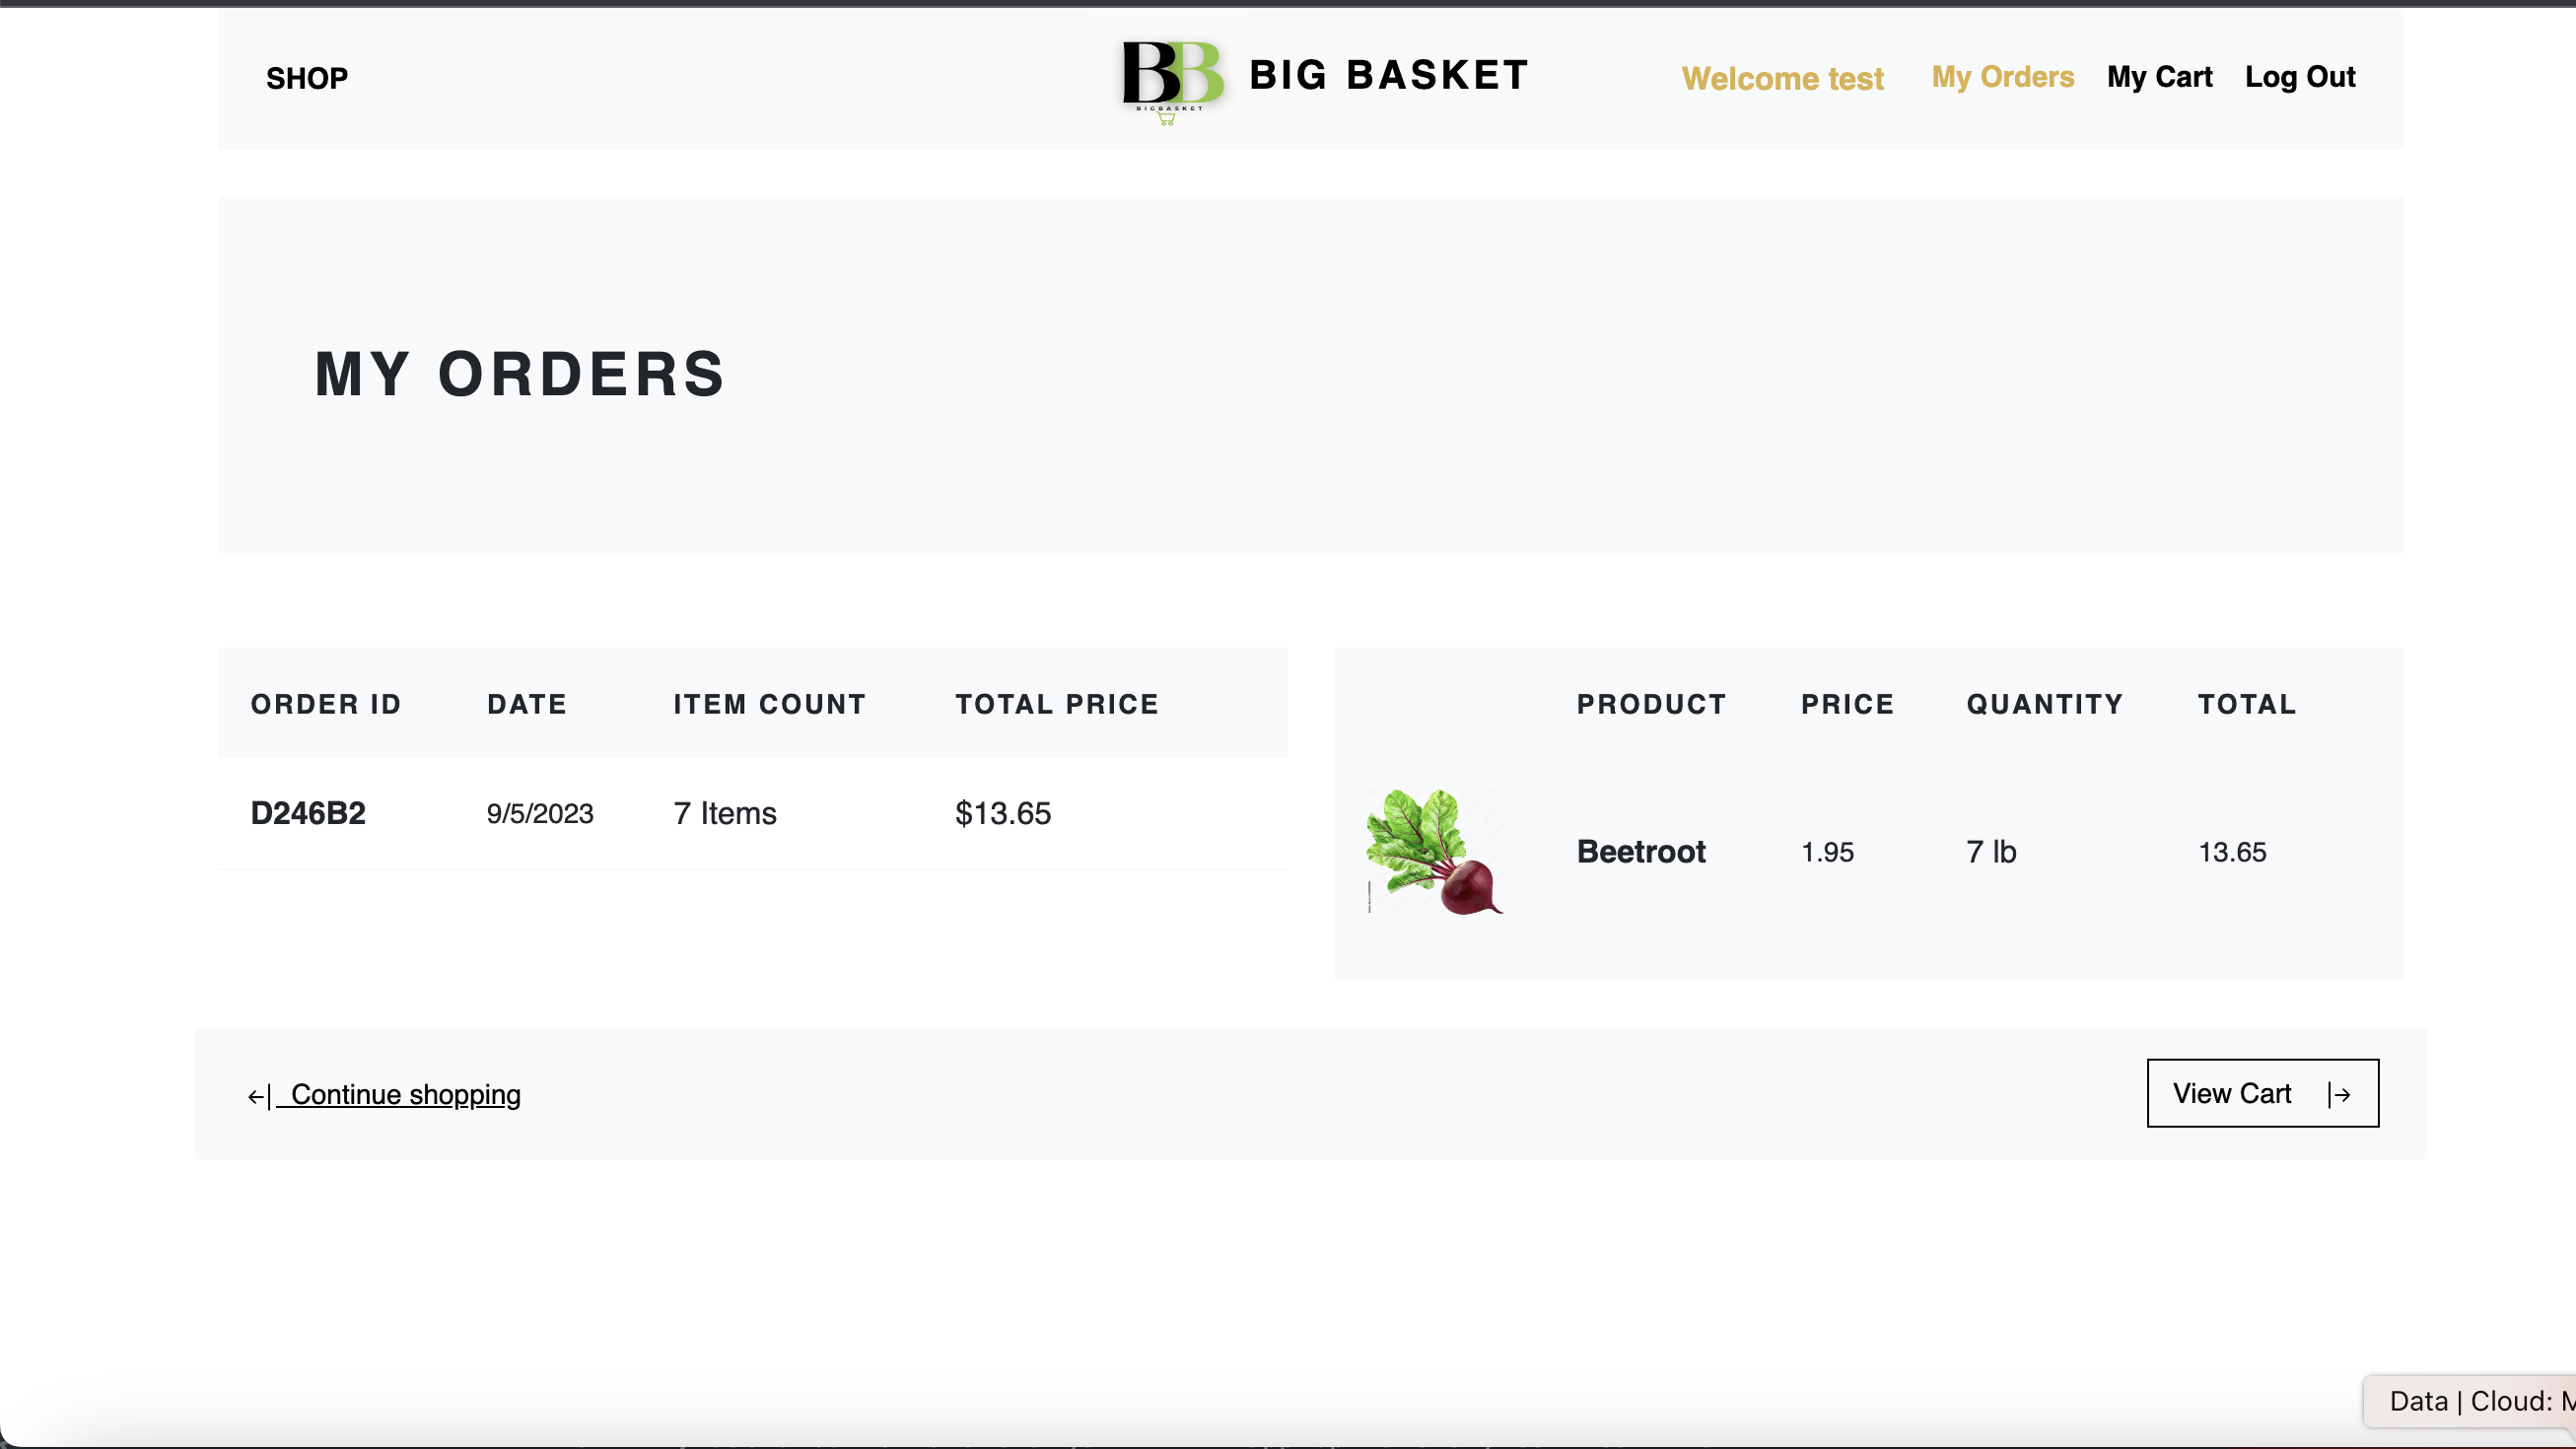 SHOP
BB
BIGBASKET
BIG BASKET
Welcome test
My Orders
My Cart
Log Out
MY ORDERS
ORDER ID DATE ITEM COUNT TOTAL PRICE
D246B2 9/5/2023 7 Items $13.65
PRODUCT PRICE QUANTITY TOTAL
Beetroot 1.95 7 lb 13.65
←| Continue shopping
View Cart |→
Data | Cloud: M